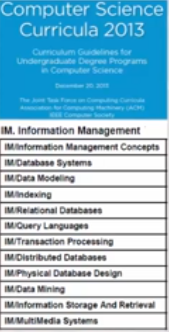 Computer Science
Curricula 2013
Curriculum Guidelines for
Undergraduate Degree Programs
in Computer Science
December 20, 2013
The Joint Task Force on Computing Curricula
Association for Computing Machinery (ACM)
IEEE Computer Society
IM. Information Management
IM/Information Management Concepts
IM/Database Systems
IM/Data Modeling
IM/Indexing
IM/Relational Databases
IM/Query Languages
IM/Transaction Processing
IM/Distributed Databases
IM/Physical Database Design
IM/Data Mining
IM/Information Storage And Retrieval
IM/MultiMedia Systems